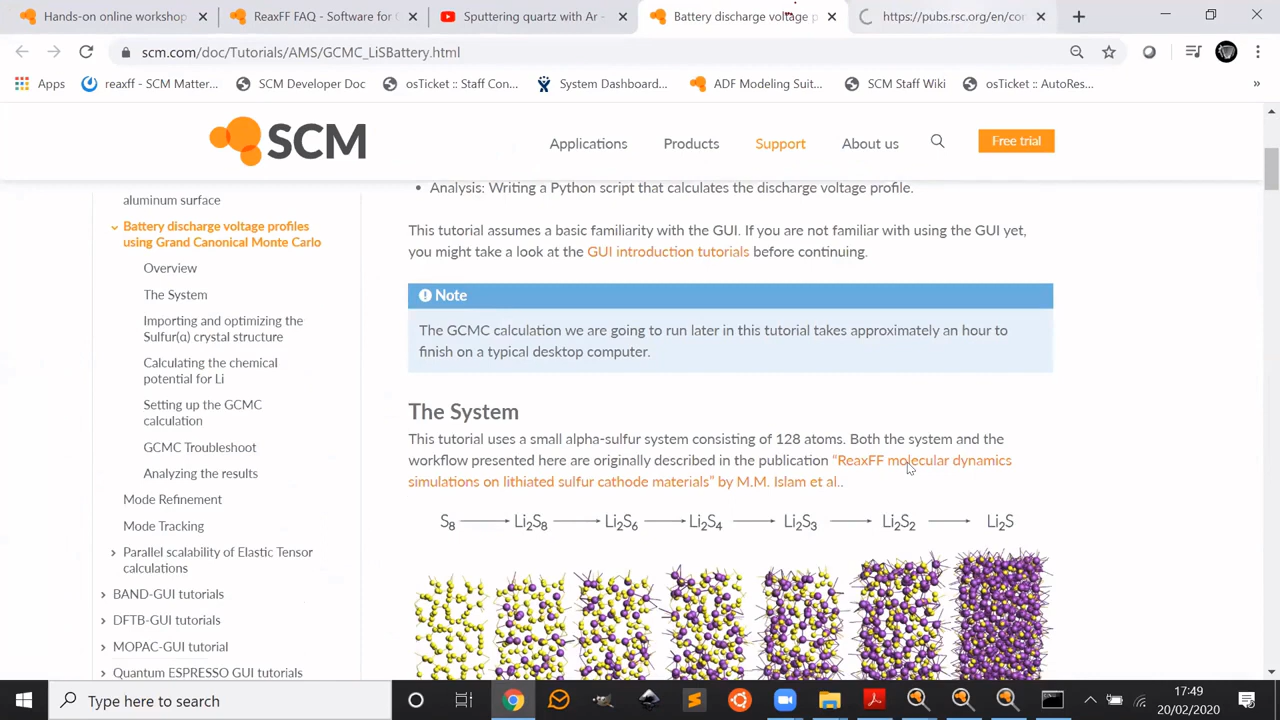 Hands-on online workshop
ReaxFF FAQ - Software for C
Sputtering quartz with Ar -
Battery discharge voltage p
https://pubs.rsc.org/en/con
scm.com/doc/Tutorials/AMS/GCMC_LiSBattery.html
Apps
reaxff - SCM Matter...
SCM Developer Doc
osTicket :: Staff Con...
System Dashboard...
ADF Modeling Suit...
SCM Staff Wiki
osTicket :: AutoRes...
»
SCM
Applications
Products
Support
About us
Free trial
aluminum surface
Battery discharge voltage profiles
using Grand Canonical Monte Carlo
Overview
The System
Importing and optimizing the
Sulfur(α) crystal structure
Calculating the chemical
potential for Li
Setting up the GCMC
calculation
GCMC Troubleshoot
Analyzing the results
Mode Refinement
Mode Tracking
Parallel scalability of Elastic Tensor
calculations
BAND-GUI tutorials
DFTB-GUI tutorials
MOPAC-GUI tutorial
Quantum ESPRESSO GUI tutorials
• Analysis: Writing a Python script that calculates the discharge voltage profile.
This tutorial assumes a basic familiarity with the GUI. If you are not familiar with using the GUI yet,
you might take a look at the GUI introduction tutorials before continuing.
Note
The GCMC calculation we are going to run later in this tutorial takes approximately an hour to
finish on a typical desktop computer.
The System
This tutorial uses a small alpha-sulfur system consisting of 128 atoms. Both the system and the
workflow presented here are originally described in the publication “ReaxFF molecular dynamics
simulations on lithiated sulfur cathode materials” by M.M. Islam et al..
S₈ → Li₂S₈ → Li₂S₆ → Li₂S₄ → Li₂S₃ → Li₂S₂ → Li₂S
Type here to search
17:49
20/02/2020